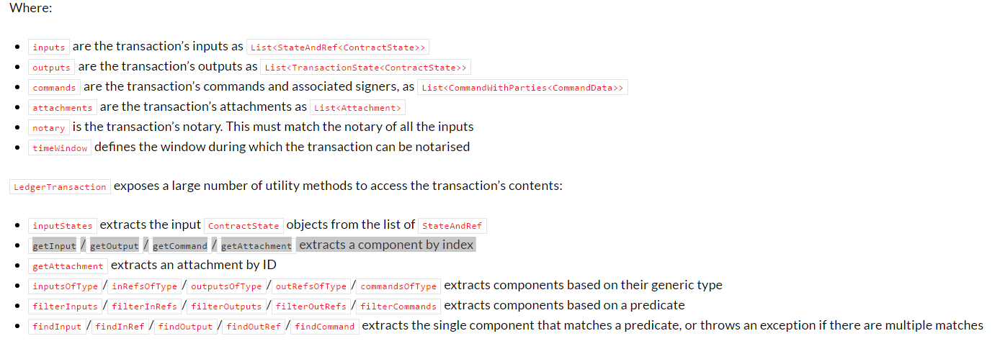 Where:
inputs are the transaction’s inputs as List<StateAndRef<ContractState>>
outputs are the transaction’s outputs as List<TransactionState<ContractState>>
commands are the transaction’s commands and associated signers, as List<CommandWithParties<CommandData>>
attachments are the transaction’s attachments as List<Attachment>
notary is the transaction’s notary. This must match the notary of all the inputs
timeWindow defines the window during which the transaction can be notarised
LedgerTransaction exposes a large number of utility methods to access the transaction’s contents:
inputStates extracts the input ContractState objects from the list of StateAndRef
getInput / getOutput / getCommand / getAttachment extracts a component by index
getAttachment extracts an attachment by ID
inputsOfType / inRefsOfType / outputsOfType / outRefsOfType / commandsOfType extracts components based on their generic type
filterInputs / filterInRefs / filterOutputs / filterOutRefs / filterCommands extracts components based on a predicate
findInput / findInRef / findOutput / findOutRef / findCommand extracts the single component that matches a predicate, or throws an exception if there are multiple matches